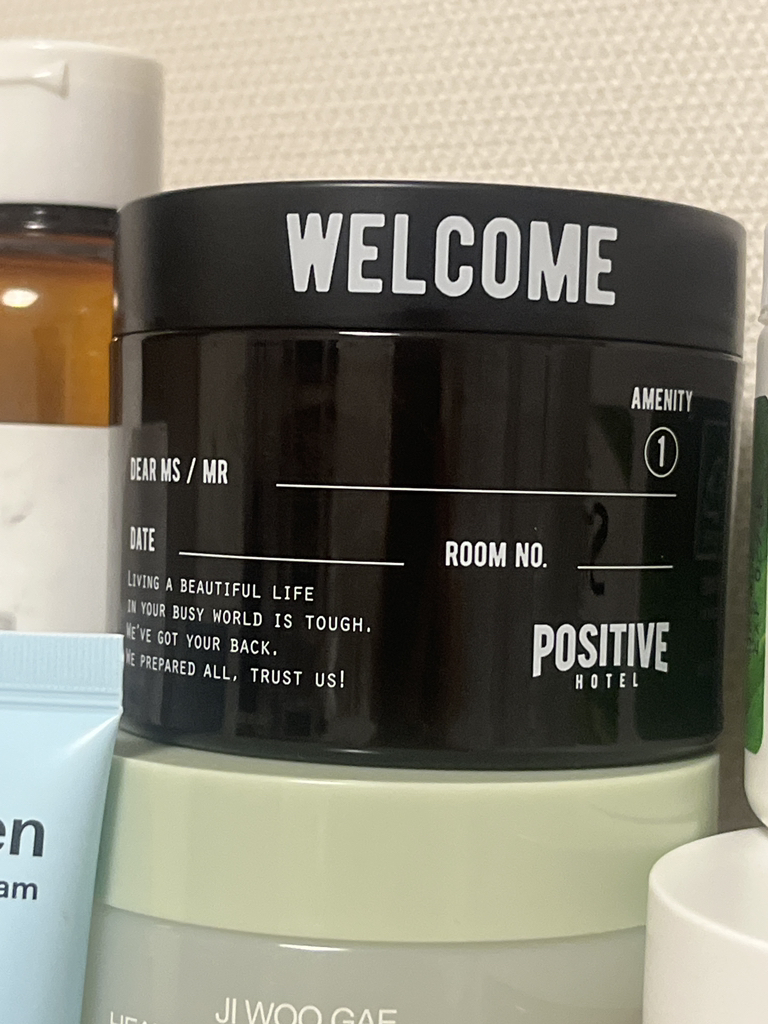 WELCOME
AMENITY
1
DEAR MS / MR
DATE
ROOM NO.
LIVING A BEAUTIFUL LIFE
IN YOUR BUSY WORLD IS TOUGH.
WE'VE GOT YOUR BACK.
WE PREPARED ALL, TRUST US!
POSITIVE
HOTEL
en
am
JI WOO GAE